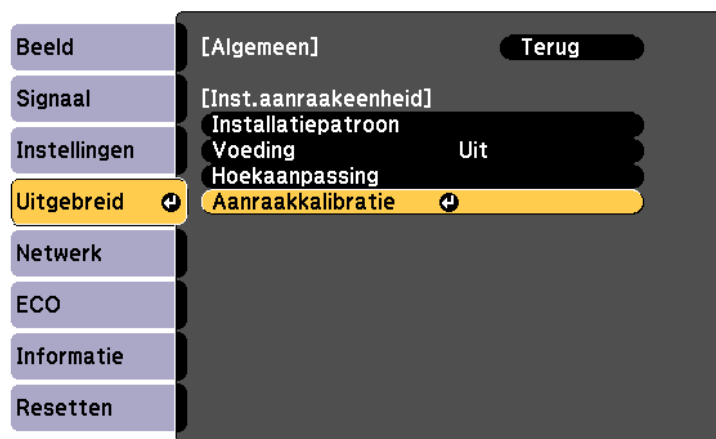 Beeld
Signaal
Instellingen
Uitgebreid
Netwerk
ECO
Informatie
Resetten
[Algemeen] Terug
[Inst.aanraakeenheid]
Installatiepatroon
Voeding Uit
Hoekaanpassing
Aanraakkalibratie